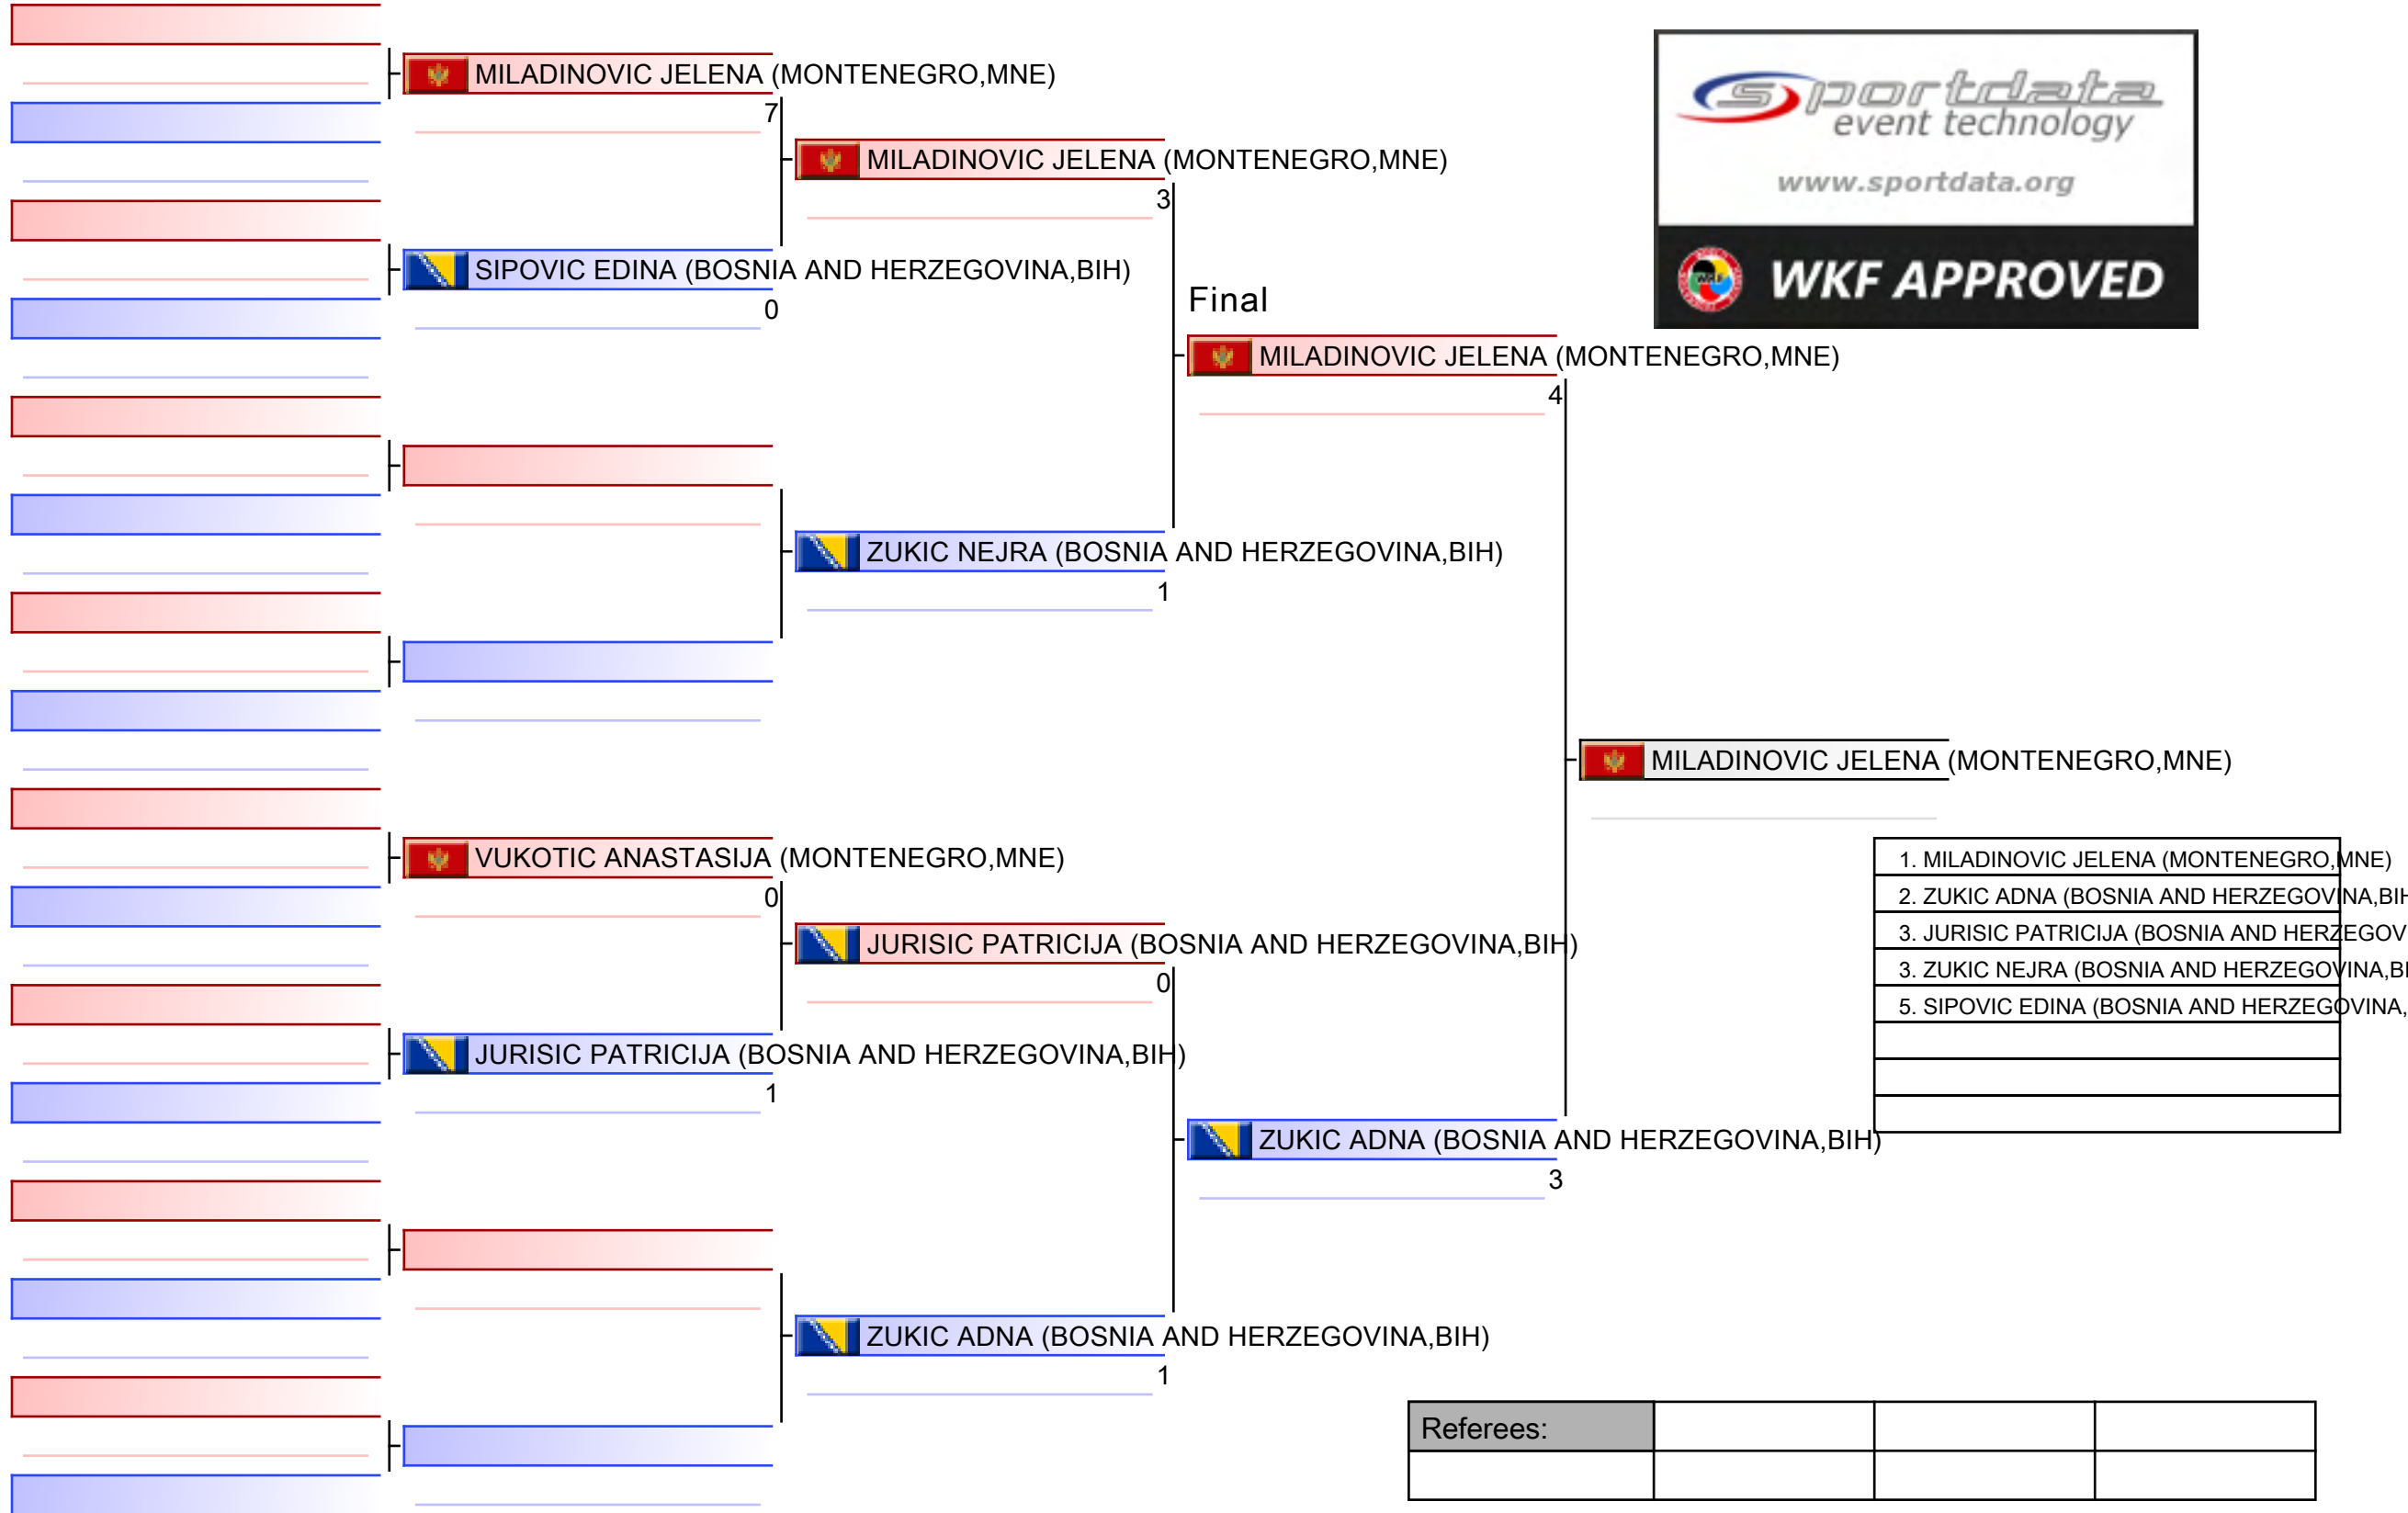 MILADINOVIC JELENA (MONTENEGRO,MNE)
7
MILADINOVIC JELENA (MONTENEGRO,MNE)
3
SIPOVIC EDINA (BOSNIA AND HERZEGOVINA,BIH)
0
Final
MILADINOVIC JELENA (MONTENEGRO,MNE)
4
ZUKIC NEJRA (BOSNIA AND HERZEGOVINA,BIH)
1
MILADINOVIC JELENA (MONTENEGRO,MNE)
VUKOTIC ANASTASIJA (MONTENEGRO,MNE)
0
JURISIC PATRICIJA (BOSNIA AND HERZEGOVINA,BIH)
0
JURISIC PATRICIJA (BOSNIA AND HERZEGOVINA,BIH)
1
ZUKIC ADNA (BOSNIA AND HERZEGOVINA,BIH)
3
ZUKIC ADNA (BOSNIA AND HERZEGOVINA,BIH)
1
sportdata
event technology
www.sportdata.org
WKF APPROVED
1. MILADINOVIC JELENA (MONTENEGRO,MNE)
2. ZUKIC ADNA (BOSNIA AND HERZEGOVINA,BIH
3. JURISIC PATRICIJA (BOSNIA AND HERZEGOV
3. ZUKIC NEJRA (BOSNIA AND HERZEGOVINA,BI
5. SIPOVIC EDINA (BOSNIA AND HERZEGOVINA,
Referees: